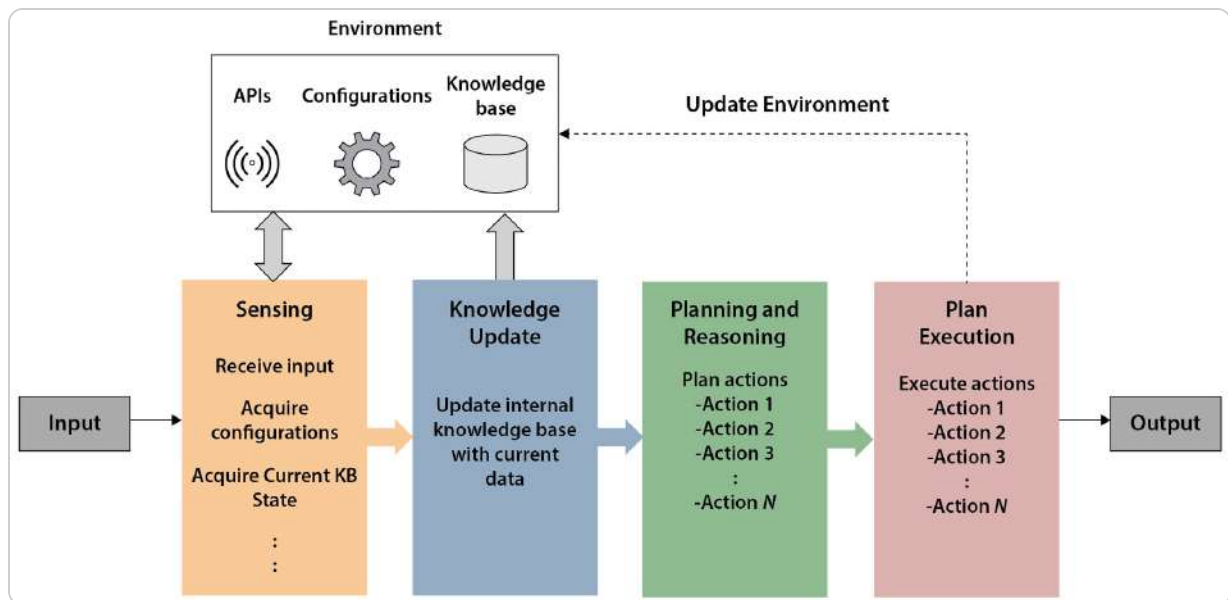 Environment
APIs
Configurations
Knowledge
base
Update Environment
Sensing
Receive input
Acquire
configurations
Acquire Current KB
State
:
:
Knowledge
Update
Update internal
knowledge base
with current
data
Planning and
Reasoning
Plan actions
-Action 1
-Action 2
-Action 3
:
-Action N
Plan
Execution
Execute actions
-Action 1
-Action 2
-Action 3
:
-Action N
Input
Output